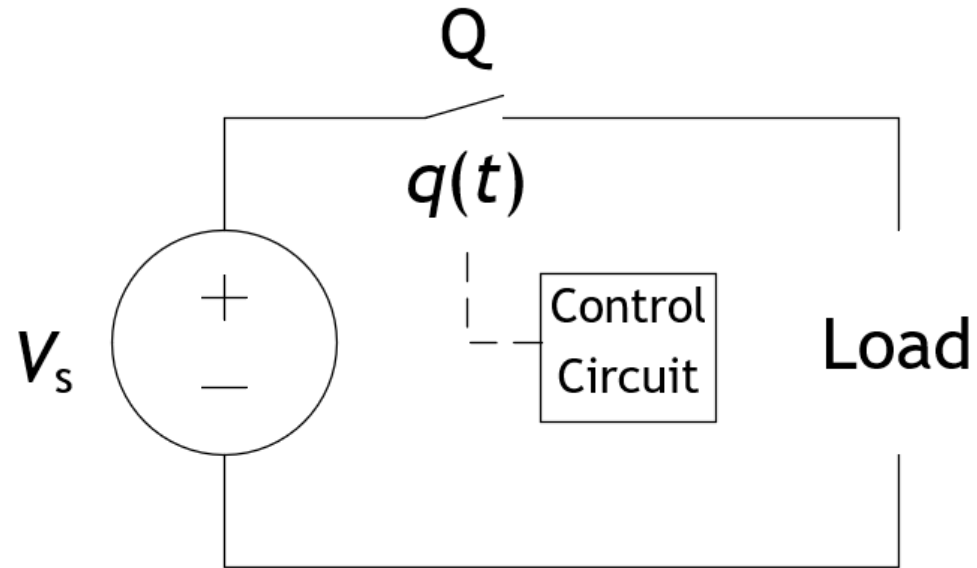 Q
q(t)
Control
Circuit
+
−
Vs
Load